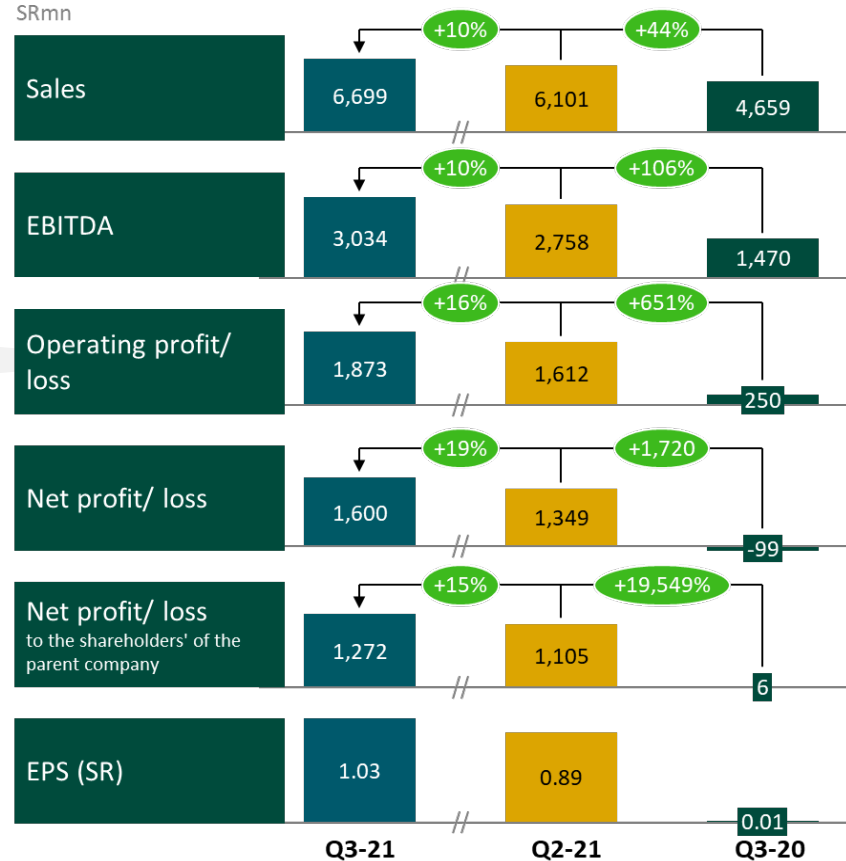 SRmn
+10%
+44%
Sales
6,699
6,101
4,659
+10%
+106%
EBITDA
3,034
2,758
1,470
+16%
+651%
Operating profit/
loss
1,873
1,612
250
+19%
+1,720
Net profit/ loss
1,600
1,349
-99
+15%
+19,549%
Net profit/ loss
to the shareholders' of the
parent company
1,272
1,105
6
EPS (SR)
1.03
0.89
0.01
Q3-21
Q2-21
Q3-20